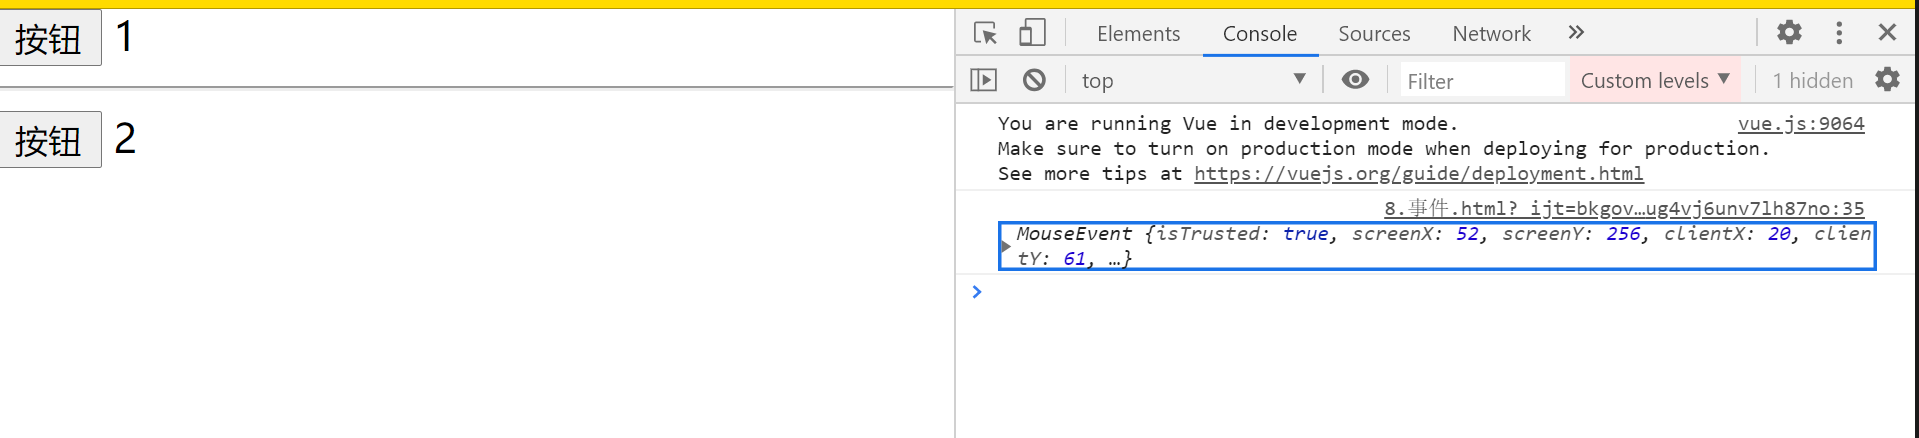 按钮 1
按钮 2
Elements Console Sources Network »
top Filter Custom levels ▼ 1 hidden
You are running Vue in development mode. vue.js:9064
Make sure to turn on production mode when deploying for production.
See more tips at https://vuejs.org/guide/deployment.html
8.事件.html?_ijt=bkgov…ug4vj6unv7lh87no:35
MouseEvent {isTrusted: true, screenX: 52, screenY: 256, clientX: 20, clien
tY: 61, …}